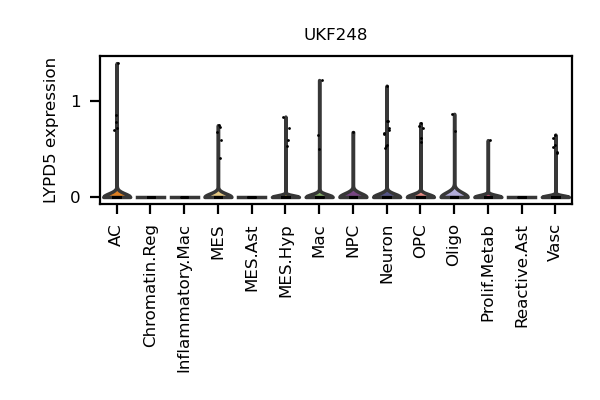 UKF248
LYPD5 expression
1
0
AC
Chromatin.Reg
Inflammatory.Mac
MES
MES.Ast
MES.Hyp
Mac
NPC
Neuron
OPC
Oligo
Prolif.Metab
Reactive.Ast
Vasc